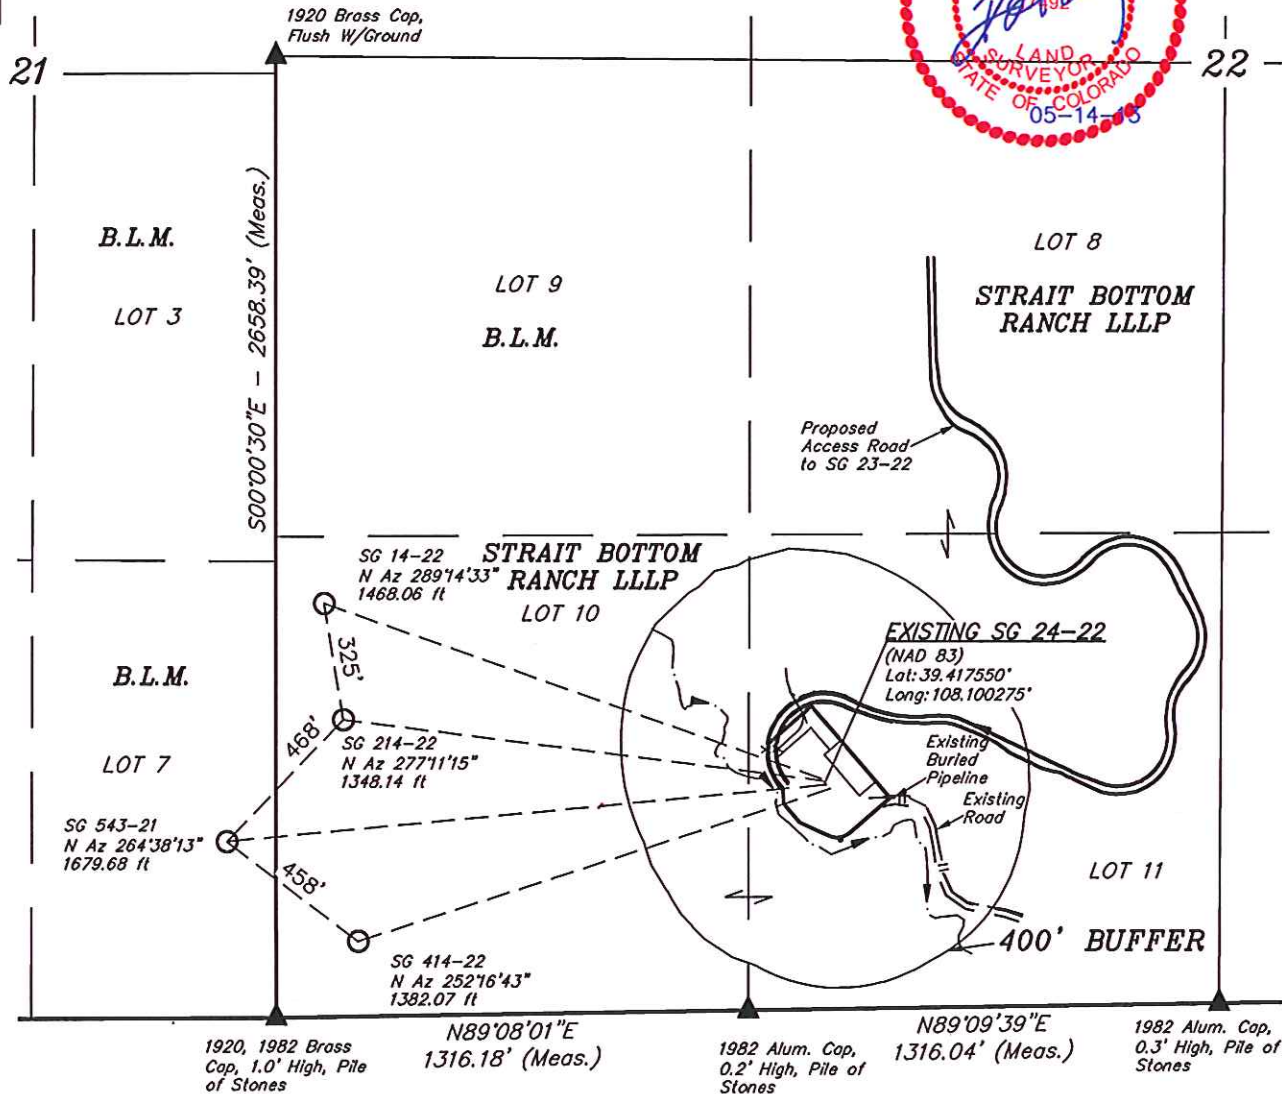 1920 Brass Cap,
Flush W/Ground
21
22
LAND
SURVEYOR
STATE OF COLORADO
05-14-13
S00°00'30"E - 2658.39' (Meas.)
B.L.M.
LOT 3
LOT 9
B.L.M.
LOT 8
STRAIT BOTTOM
RANCH LLLP
Proposed
Access Road
to SG 23-22
SG 14-22
N Az 289°14'33"
1468.06 ft
STRAIT BOTTOM
RANCH LLLP
LOT 10
EXISTING SG 24-22
(NAD 83)
Lat: 39.417550°
Long: 108.100275°
325'
B.L.M.
LOT 7
468'
SG 214-22
N Az 277°11'15"
1348.14 ft
Existing
Buried
Pipeline
Existing
Road
SG 543-21
N Az 264°38'13"
1679.68 ft
458'
LOT 11
400' BUFFER
SG 414-22
N Az 252°16'43"
1382.07 ft
1920, 1982 Brass
Cap, 1.0' High, Pile
of Stones
N89°08'01"E
1316.18' (Meas.)
1982 Alum. Cap,
0.2' High, Pile of
Stones
N89°09'39"E
1316.04' (Meas.)
1982 Alum. Cap,
0.3' High, Pile of
Stones